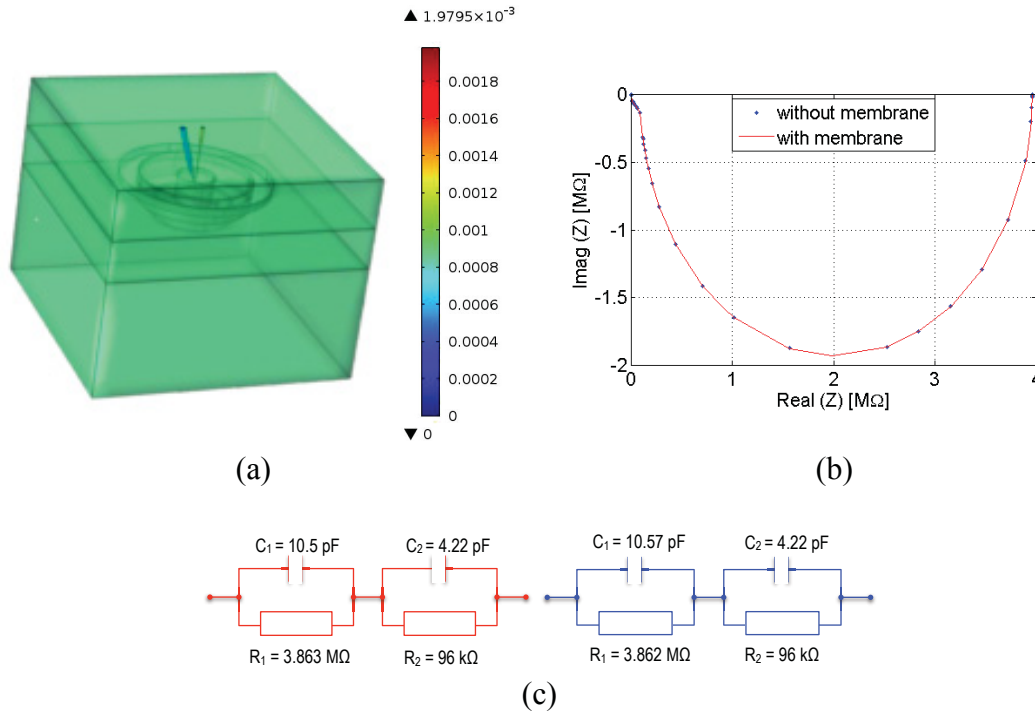 ▲ 1.9795×10⁻³
0.0018
0.0016
0.0014
0.0012
0.001
0.0008
0.0006
0.0004
0.0002
0
▼ 0
(a)
0
-0.5
-1
-1.5
-2
Imag (Z) [MΩ]
without membrane
with membrane
0 1 2 3 4
Real (Z) [MΩ]
(b)
C₁ = 10.5 pF C₂ = 4.22 pF C₁ = 10.57 pF C₂ = 4.22 pF
R₁ = 3.863 MΩ R₂ = 96 kΩ R₁ = 3.862 MΩ R₂ = 96 kΩ
(c)